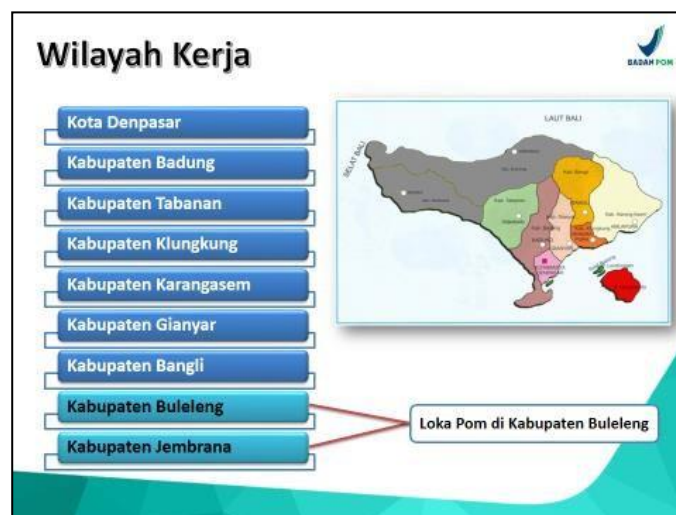 Wilayah Kerja
BADAN POM
Kota Denpasar
Kabupaten Badung
Kabupaten Tabanan
Kabupaten Klungkung
Kabupaten Karangasem
Kabupaten Gianyar
Kabupaten Bangli
Kabupaten Buleleng
Kabupaten Jembrana
LAUT BALI
SELAT BALI
Loka Pom di Kabupaten Buleleng